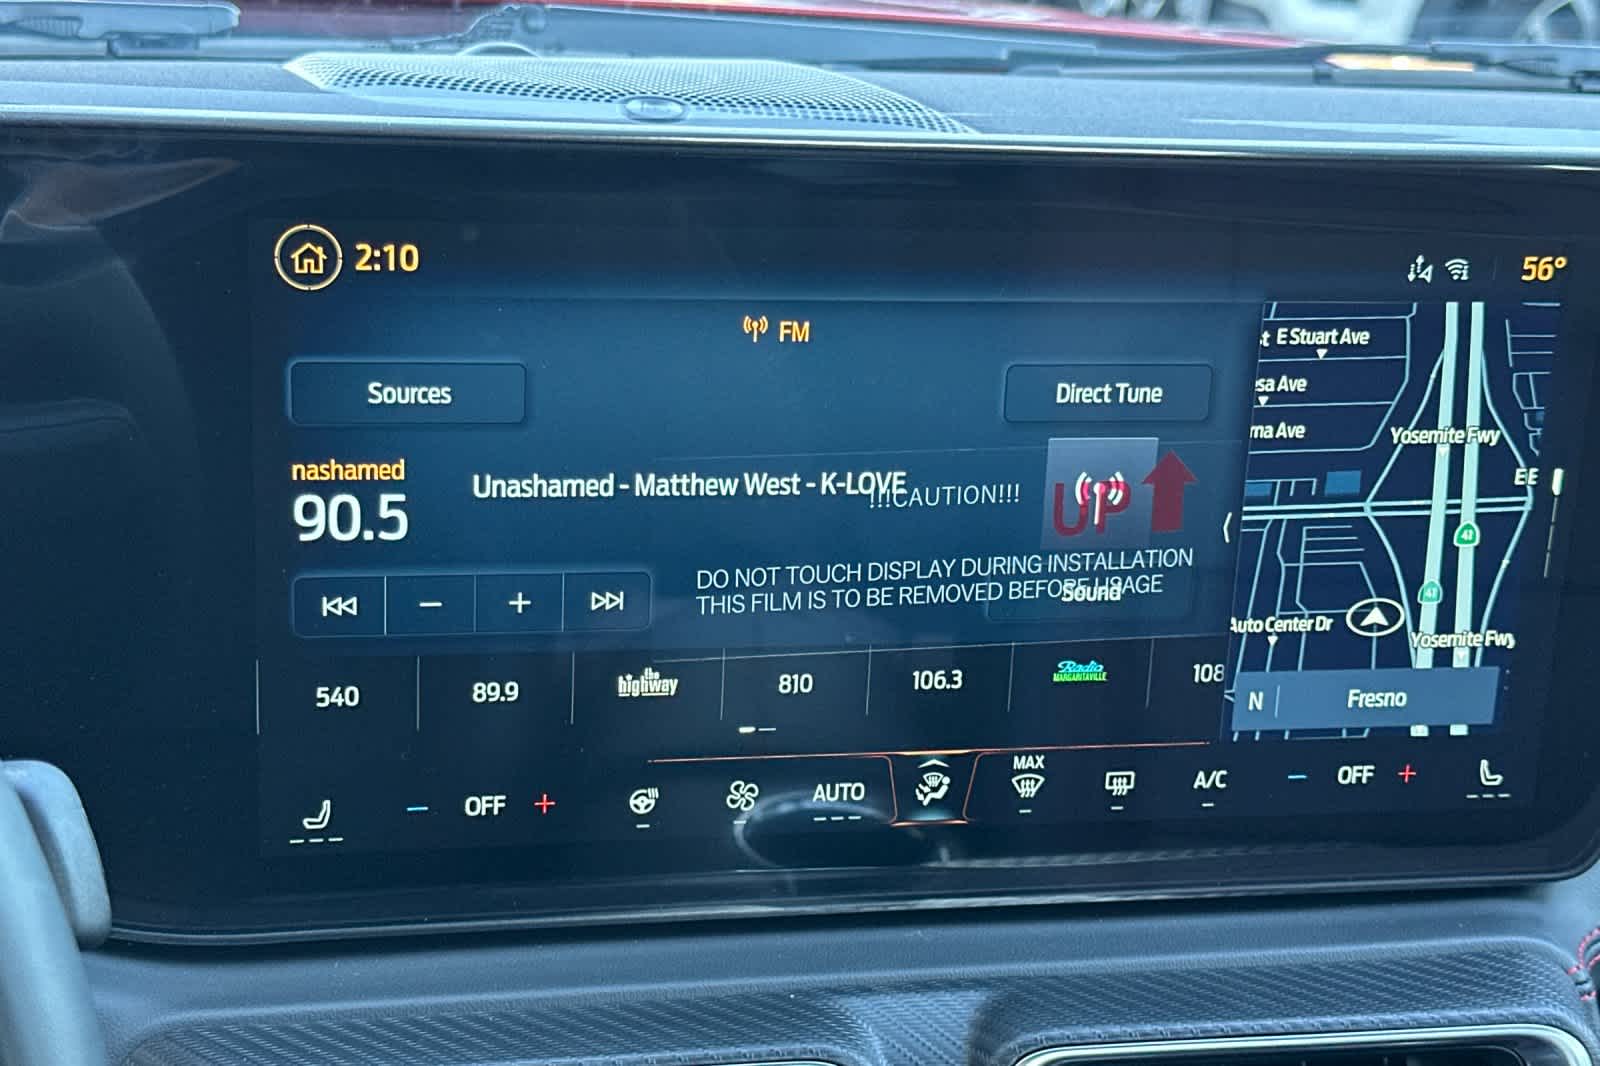 2:10
56°
FM
Sources
Direct Tune
nashamed
90.5
Unashamed - Matthew West - K-LOVE
!!!CAUTION!!!
UP
DO NOT TOUCH DISPLAY DURING INSTALLATION
THIS FILM IS TO BE REMOVED BEFORE USAGE
Sound
t E Stuart Ave
sa Ave
na Ave
Yosemite Fwy
E E
41
41
Auto Center Dr
Yosemite Fwy
N
Fresno
540
89.9
the highway
810
106.3
Radio MARGARITAVILLE
108
OFF
AUTO
MAX
A/C
OFF